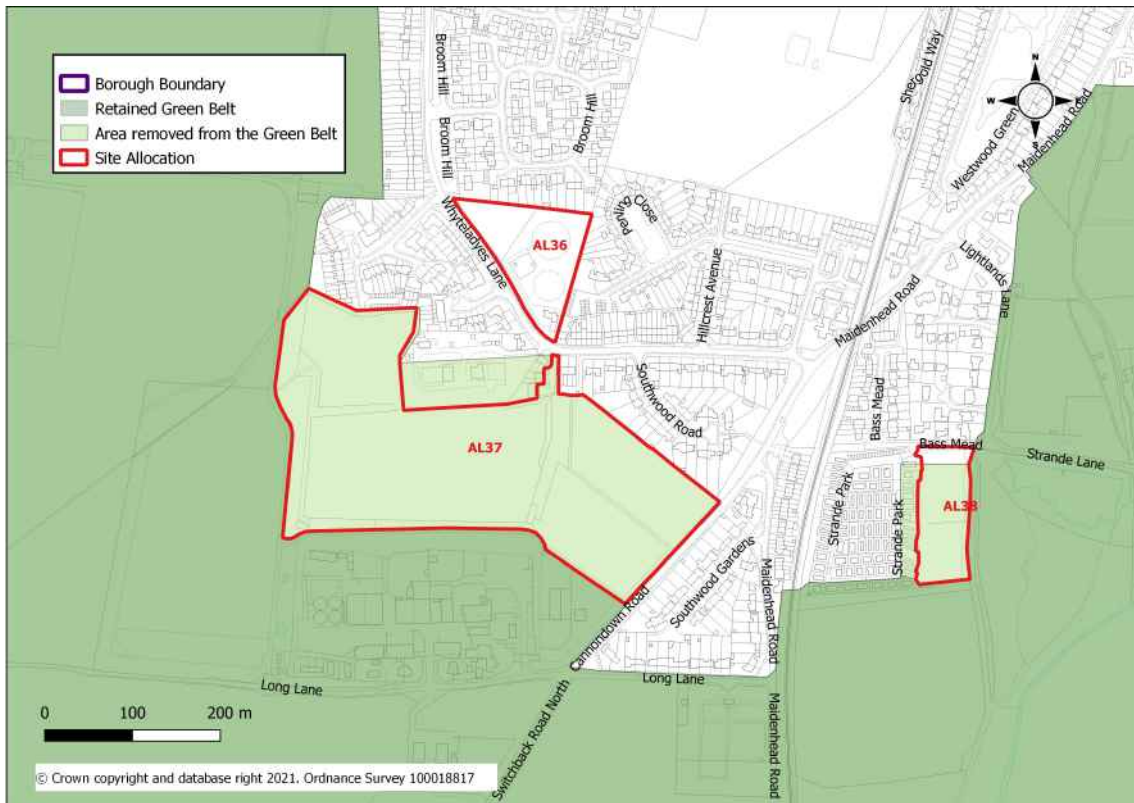 Borough Boundary
Retained Green Belt
Area removed from the Green Belt
Site Allocation
Broom Hill
Broom Hill
Broom Hill
Shergold Way
Westwood Green
Maidenhead Road
N
W
E
S
Whyteladyes Lane
AL36
Penling Close
Hillcrest Avenue
Maidenhead Road
Lightlands Lane
Southwood Road
Bass Mead
Bass Mead
Strande Lane
AL37
AL38
Strande Park
Strande Park
Southwood Gardens
Maidenhead Road
Cannondown Road
Long Lane
Long Lane
Switchback Road North
Maidenhead Road
0 100 200 m
© Crown copyright and database right 2021. Ordnance Survey 100018817